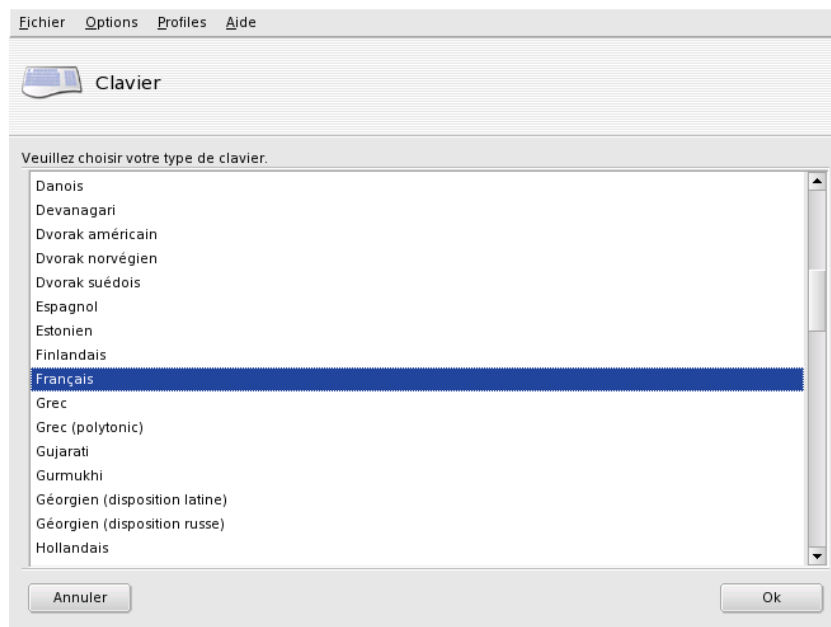 Fichier Options Profiles Aide
Clavier
Veuillez choisir votre type de clavier.
Danois
Devanagari
Dvorak américain
Dvorak norvégien
Dvorak suédois
Espagnol
Estonien
Finlandais
Français
Grec
Grec (polytonic)
Gujarati
Gurmukhi
Géorgien (disposition latine)
Géorgien (disposition russe)
Hollandais
Annuler Ok